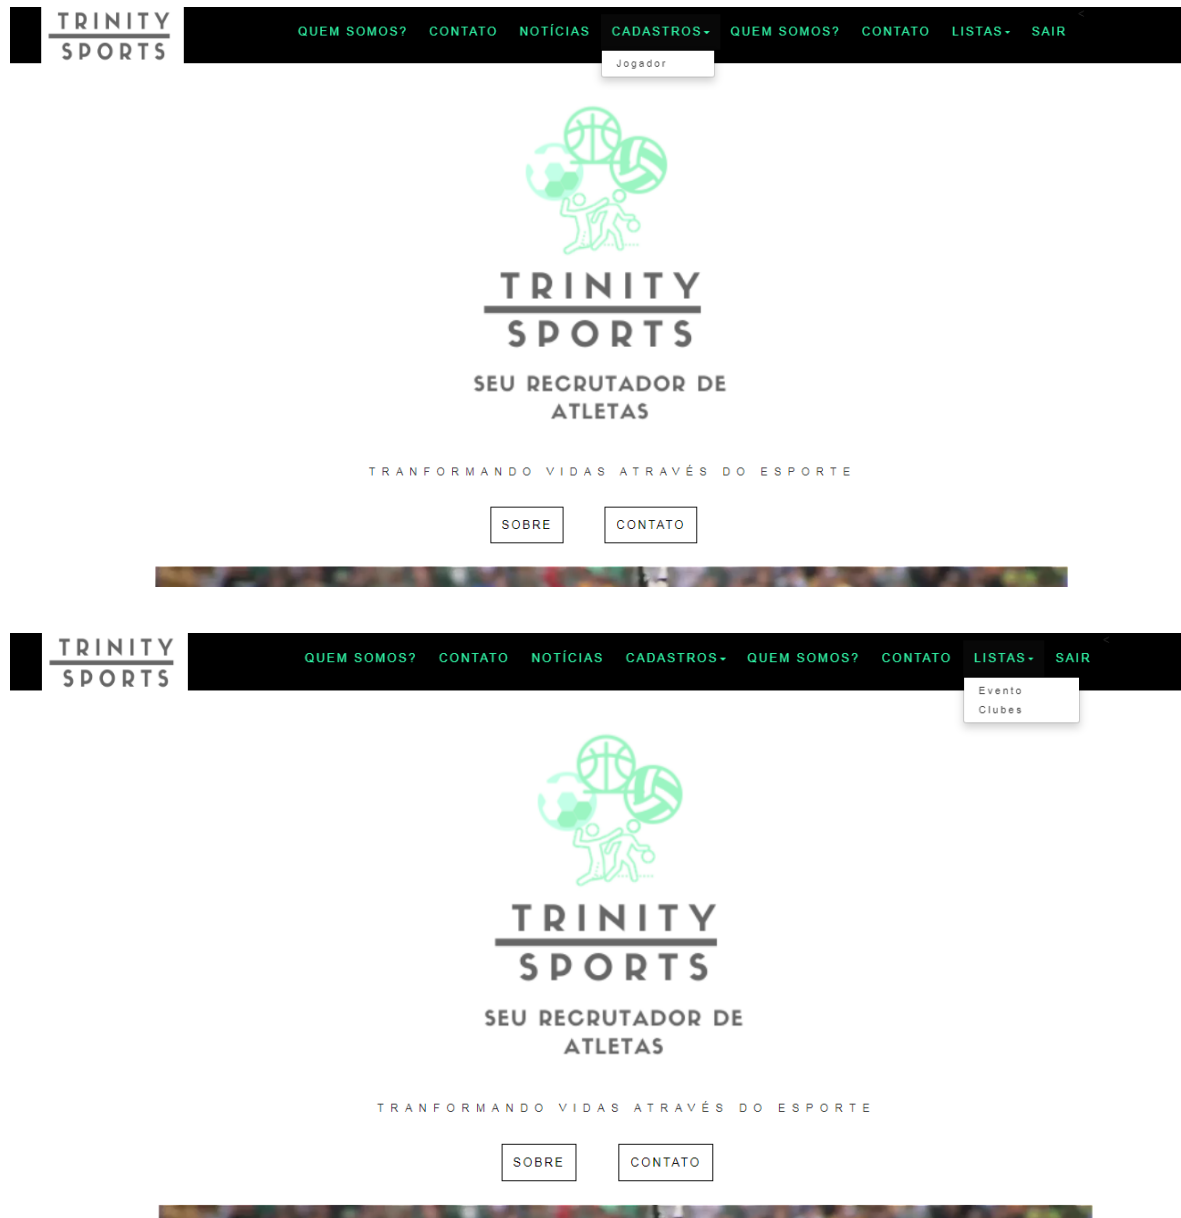 TRINITY
SPORTS
QUEM SOMOS? CONTATO NOTÍCIAS CADASTROS QUEM SOMOS? CONTATO LISTAS SAIR <
Jogador
TRINITY
SPORTS
SEU RECRUTADOR DE
ATLETAS
TRANFORMANDO VIDAS ATRAVÉS DO ESPORTE
SOBRE CONTATO
TRINITY
SPORTS
QUEM SOMOS? CONTATO NOTÍCIAS CADASTROS QUEM SOMOS? CONTATO LISTAS SAIR <
Evento
Clubes
TRINITY
SPORTS
SEU RECRUTADOR DE
ATLETAS
TRANFORMANDO VIDAS ATRAVÉS DO ESPORTE
SOBRE CONTATO